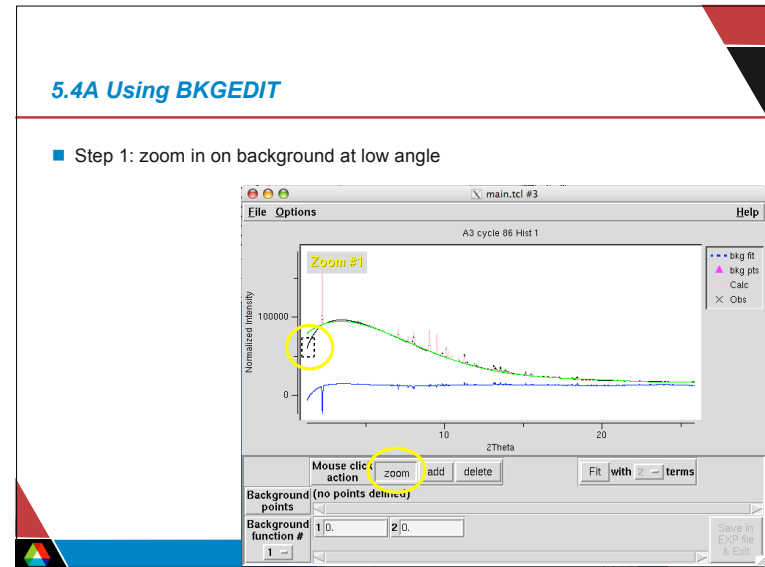 5.4A Using BKGEDIT
Step 1: zoom in on background at low angle
main.tcl #3
File Options Help
A3 cycle 86 Hist 1
Zoom #1
bkg fit
bkg pts
Calc
Obs
Normalized Intensity
100000
0
10 20
2Theta
Mouse click action
zoom add delete
Fit with 2 terms
Background points
(no points defined)
Background function #
1 0. 2 0.
1
Save in
EXP file
& Exit